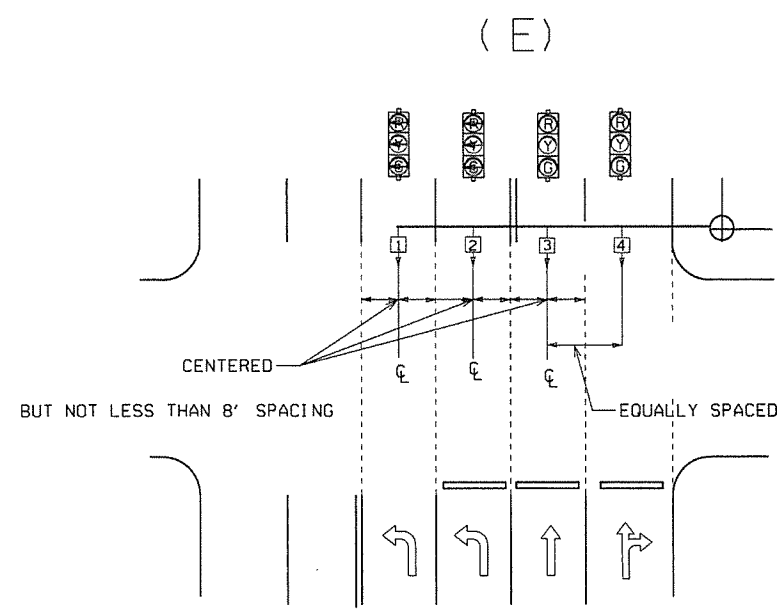 ( E )
R R R R
Y Y Y Y
G G G G
1 2 3 4
CENTERED
℄ ℄ ℄
BUT NOT LESS THAN 8' SPACING
EQUALLY SPACED